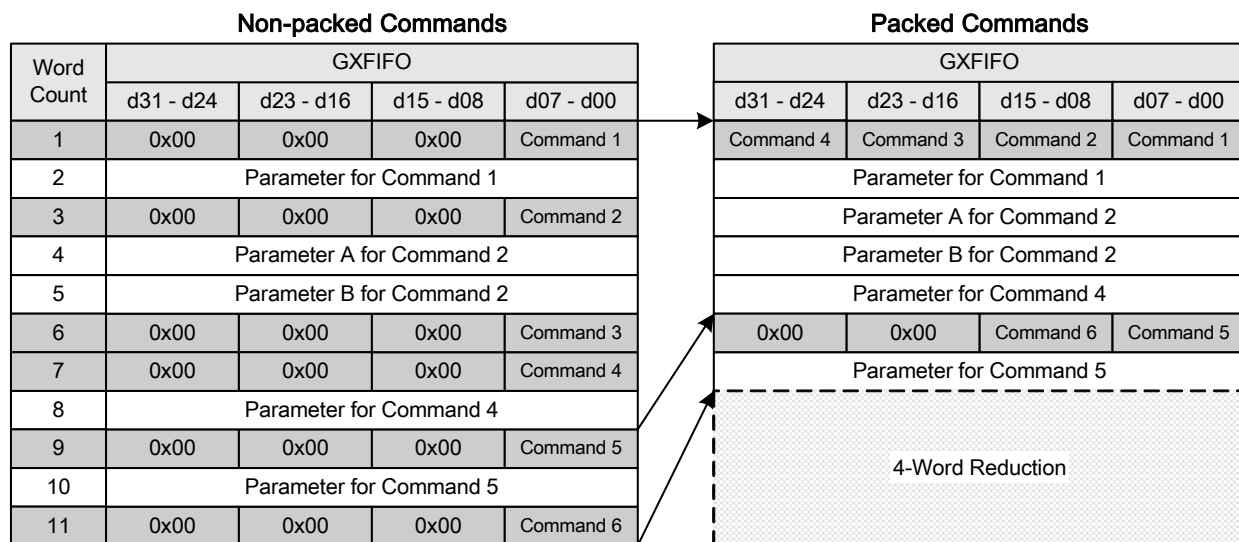 Non-packed Commands
Packed Commands
Word Count GXFIFO
d31 - d24 d23 - d16 d15 - d08 d07 - d00
GXFIFO
d31 - d24 d23 - d16 d15 - d08 d07 - d00
1 0x00 0x00 0x00 Command 1
Command 4 Command 3 Command 2 Command 1
2 Parameter for Command 1
Parameter for Command 1
3 0x00 0x00 0x00 Command 2
Parameter A for Command 2
4 Parameter A for Command 2
Parameter B for Command 2
5 Parameter B for Command 2
Parameter for Command 4
6 0x00 0x00 0x00 Command 3
0x00 0x00 Command 6 Command 5
7 0x00 0x00 0x00 Command 4
Parameter for Command 5
8 Parameter for Command 4
9 0x00 0x00 0x00 Command 5
4-Word Reduction
10 Parameter for Command 5
11 0x00 0x00 0x00 Command 6